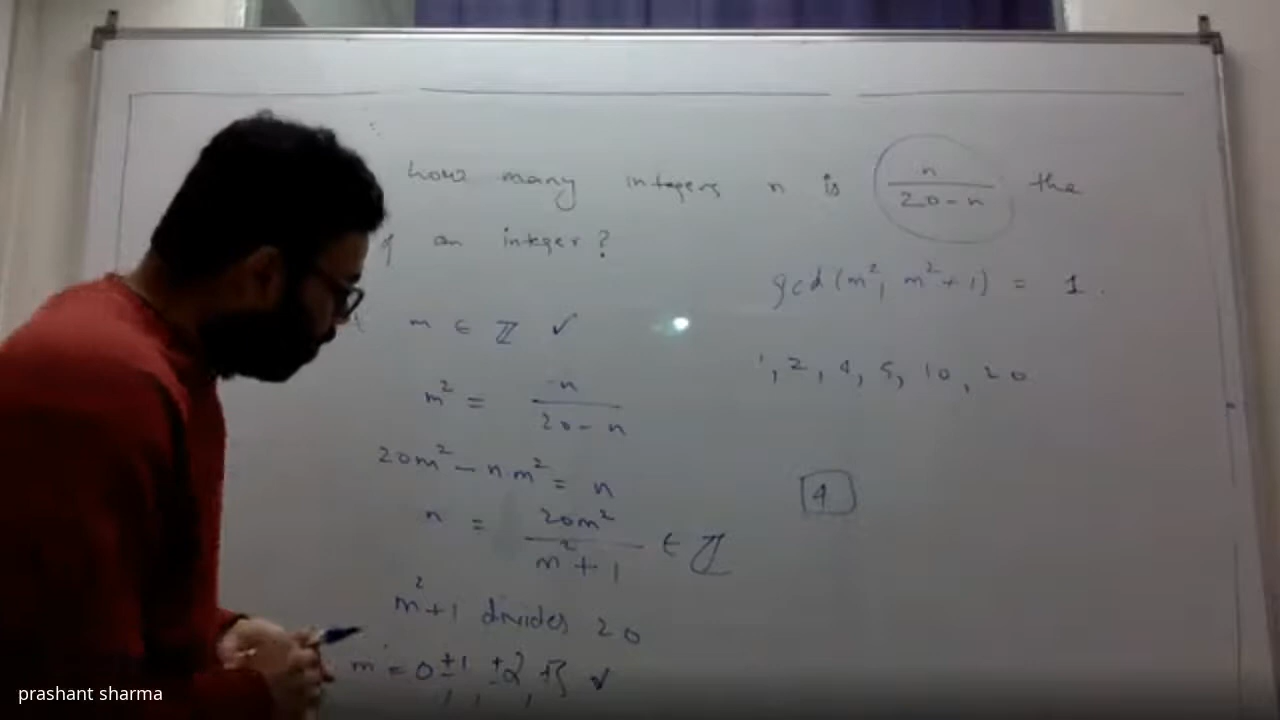 how many integers n is n / 20 - n the
an integer?
gcd (m², m² + 1) = 1.
m ∈ ℤ ✓
1, 2, 4, 5, 10, 20
m² = n / 20 - n
20m² - n·m² = n
4
n = 20m² / m² + 1 ∈ ℤ
m² + 1 divides 20
m = 0 ±1 ±2 ±3 ✓
prashant sharma